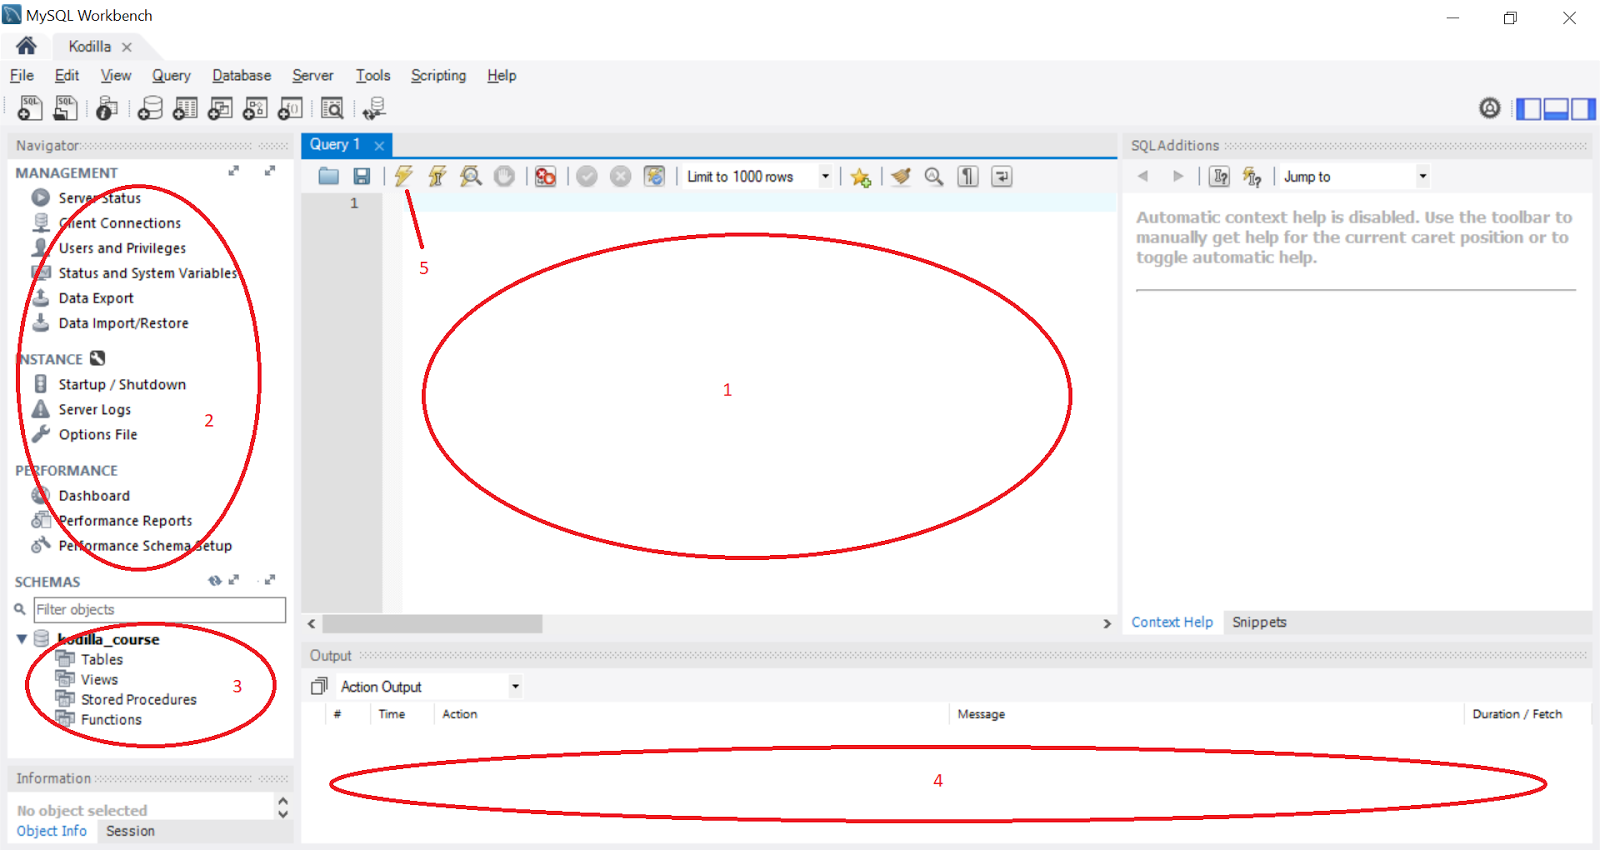 MySQL Workbench
Kodilla
File Edit View Query Database Server Tools Scripting Help
Navigator
MANAGEMENT
Server Status
Client Connections
Users and Privileges
Status and System Variables
Data Export
Data Import/Restore
INSTANCE
Startup / Shutdown
Server Logs
2
Options File
PERFORMANCE
Dashboard
Performance Reports
Performance Schema Setup
SCHEMAS
Filter objects
kodilla_course
Tables
Views
3
Stored Procedures
Functions
Information
No object selected
Object Info Session
Query 1
Limit to 1000 rows
1
5
1
SQLAdditions
Jump to
Automatic context help is disabled. Use the toolbar to
manually get help for the current caret position or to
toggle automatic help.
Context Help Snippets
Output
Action Output
# Time Action Message Duration / Fetch
4